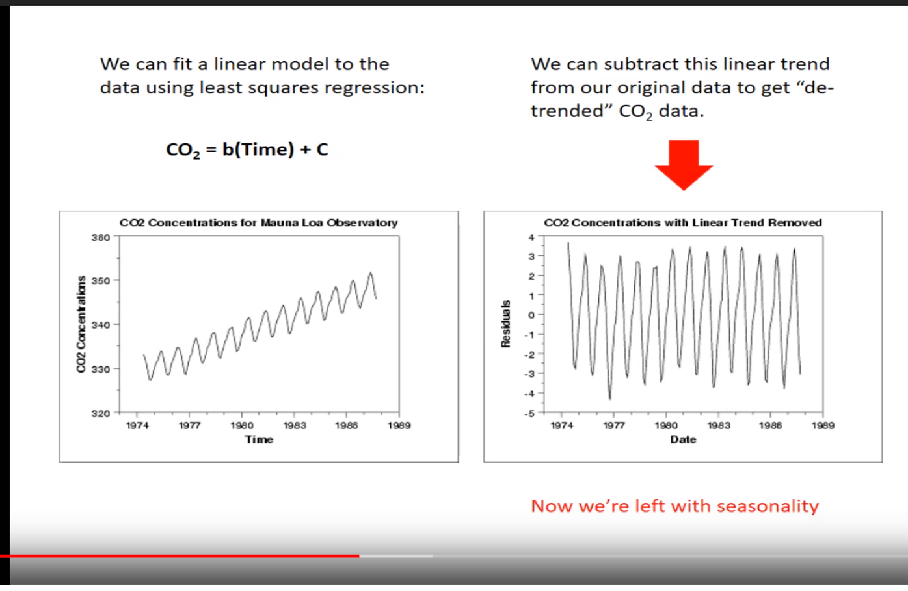 We can fit a linear model to the
data using least squares regression:
CO₂ = b(Time) + C
We can subtract this linear trend
from our original data to get “de-
trended” CO₂ data.
CO2 Concentrations for Mauna Loa Observatory
CO2 Concentrations
360
350
340
330
320
1974 1977 1980 1983 1986 1989
Time
CO2 Concentrations with Linear Trend Removed
Residuals
4
3
2
1
0
-1
-2
-3
-4
-5
1974 1977 1980 1983 1986 1989
Date
Now we’re left with seasonality